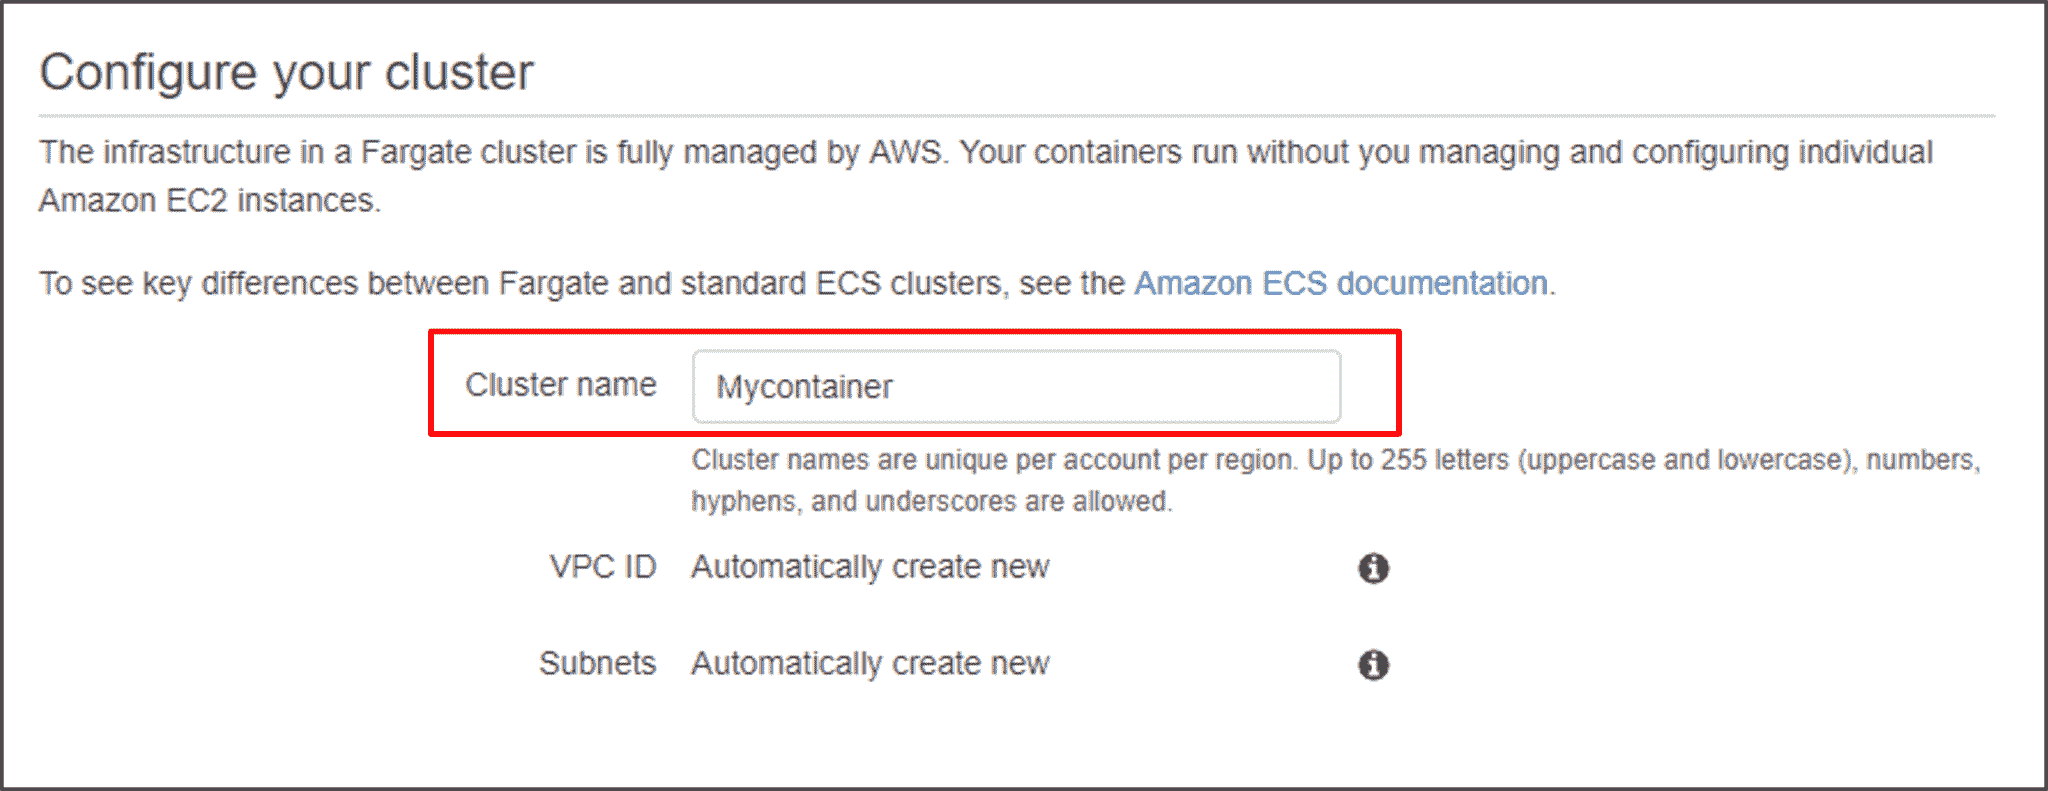 Configure your cluster
The infrastructure in a Fargate cluster is fully managed by AWS. Your containers run without you managing and configuring individual
Amazon EC2 instances.
To see key differences between Fargate and standard ECS clusters, see the Amazon ECS documentation.
Cluster name Mycontainer
Cluster names are unique per account per region. Up to 255 letters (uppercase and lowercase), numbers,
hyphens, and underscores are allowed.
VPC ID Automatically create new
Subnets Automatically create new